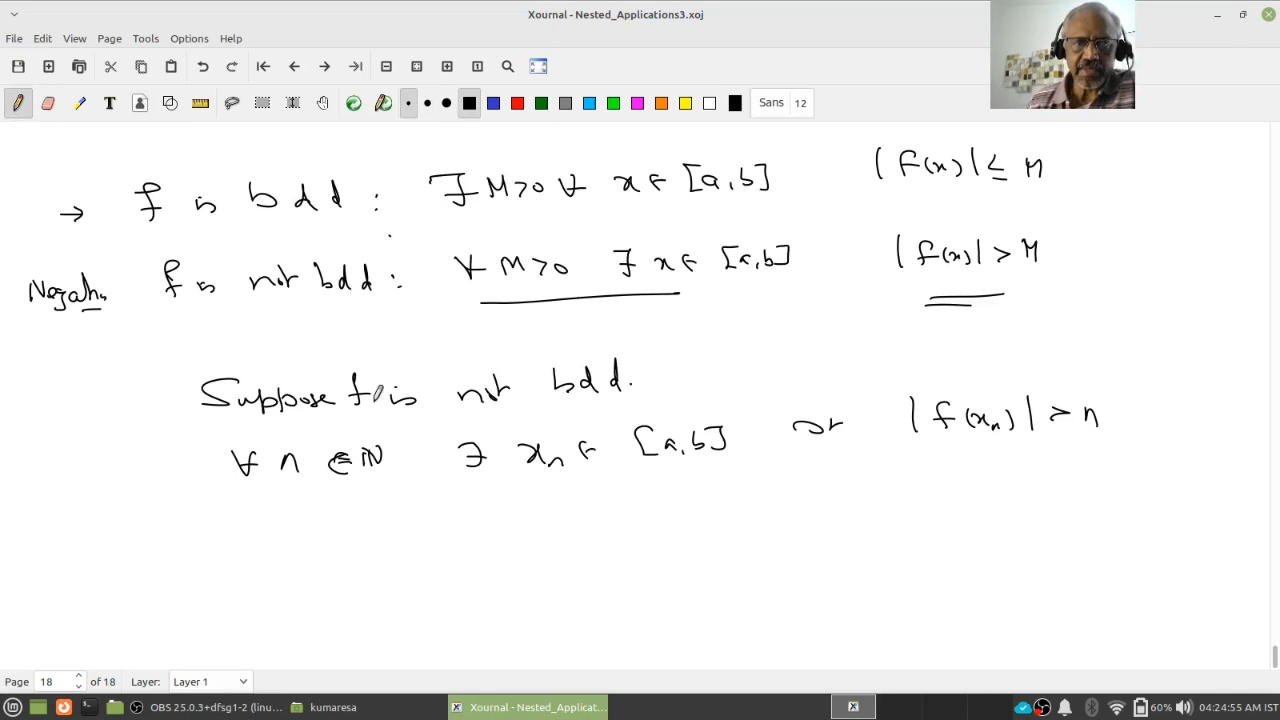 Xournal - Nested_Applications3.xoj
File Edit View Page Tools Options Help
Sans 12
→ f is bdd : ∃ M>0 ∀ x ∈ [a,b] |f(x)| ≤ M
Negatn f is not bdd : ∀ M>0 ∃ x ∈ [a,b] |f(x)| > M
Suppose f is not bdd.
∀ n ∈ ℕ ∃ xₙ ∈ [a,b] |f(xₙ)| > n
Page 18 of 18 Layer: Layer 1
OBS 25.0.3+dfsg1-2 (linu... kumaresa Xournal - Nested_Applicat... 60% 04:24:55 AM IST